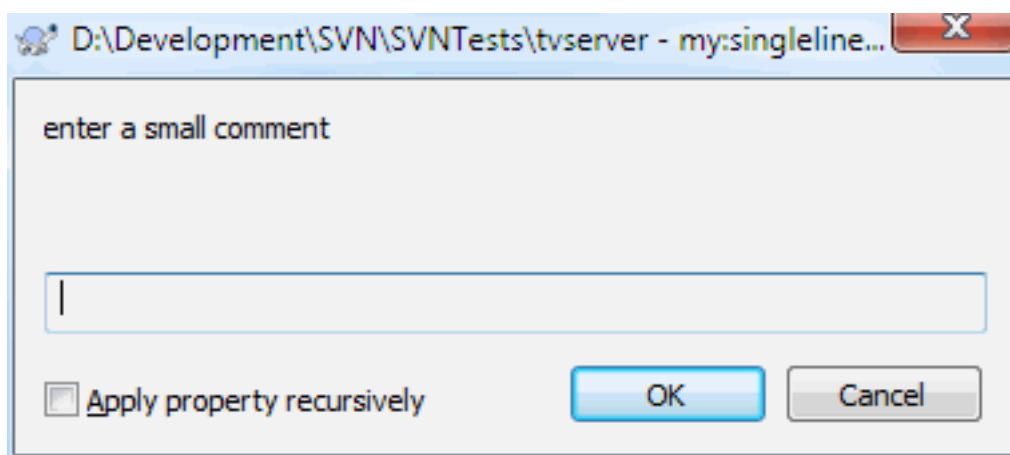 D:\Development\SVN\SVNTests\tvserver - my:singleline...
enter a small comment
Apply property recursively
OK
Cancel